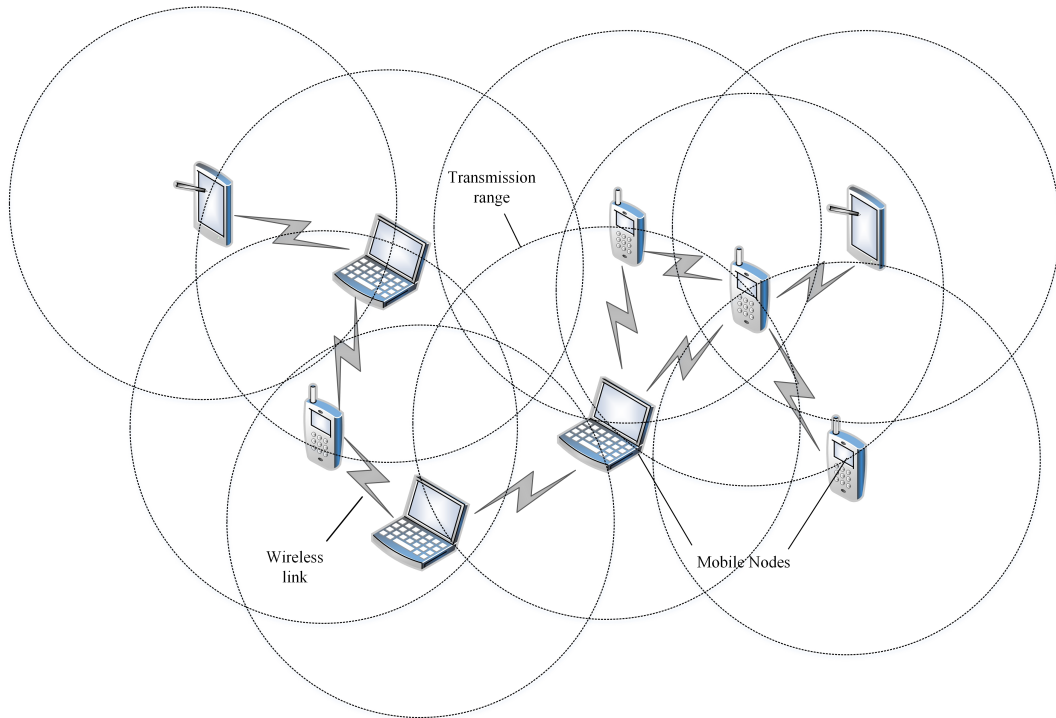 Transmission
range
Wireless
link
Mobile Nodes